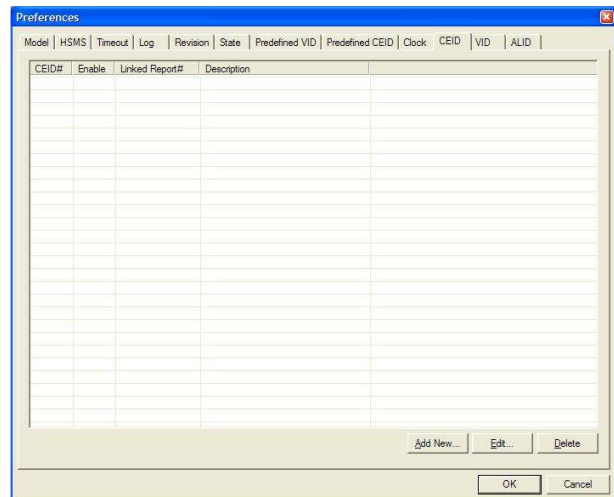 Preferences
Model HSMS Timeout Log Revision State Predefined VID Predefined CEID Clock CEID VID ALID
CEID# Enable Linked Report# Description
Add New... Edit... Delete
OK Cancel